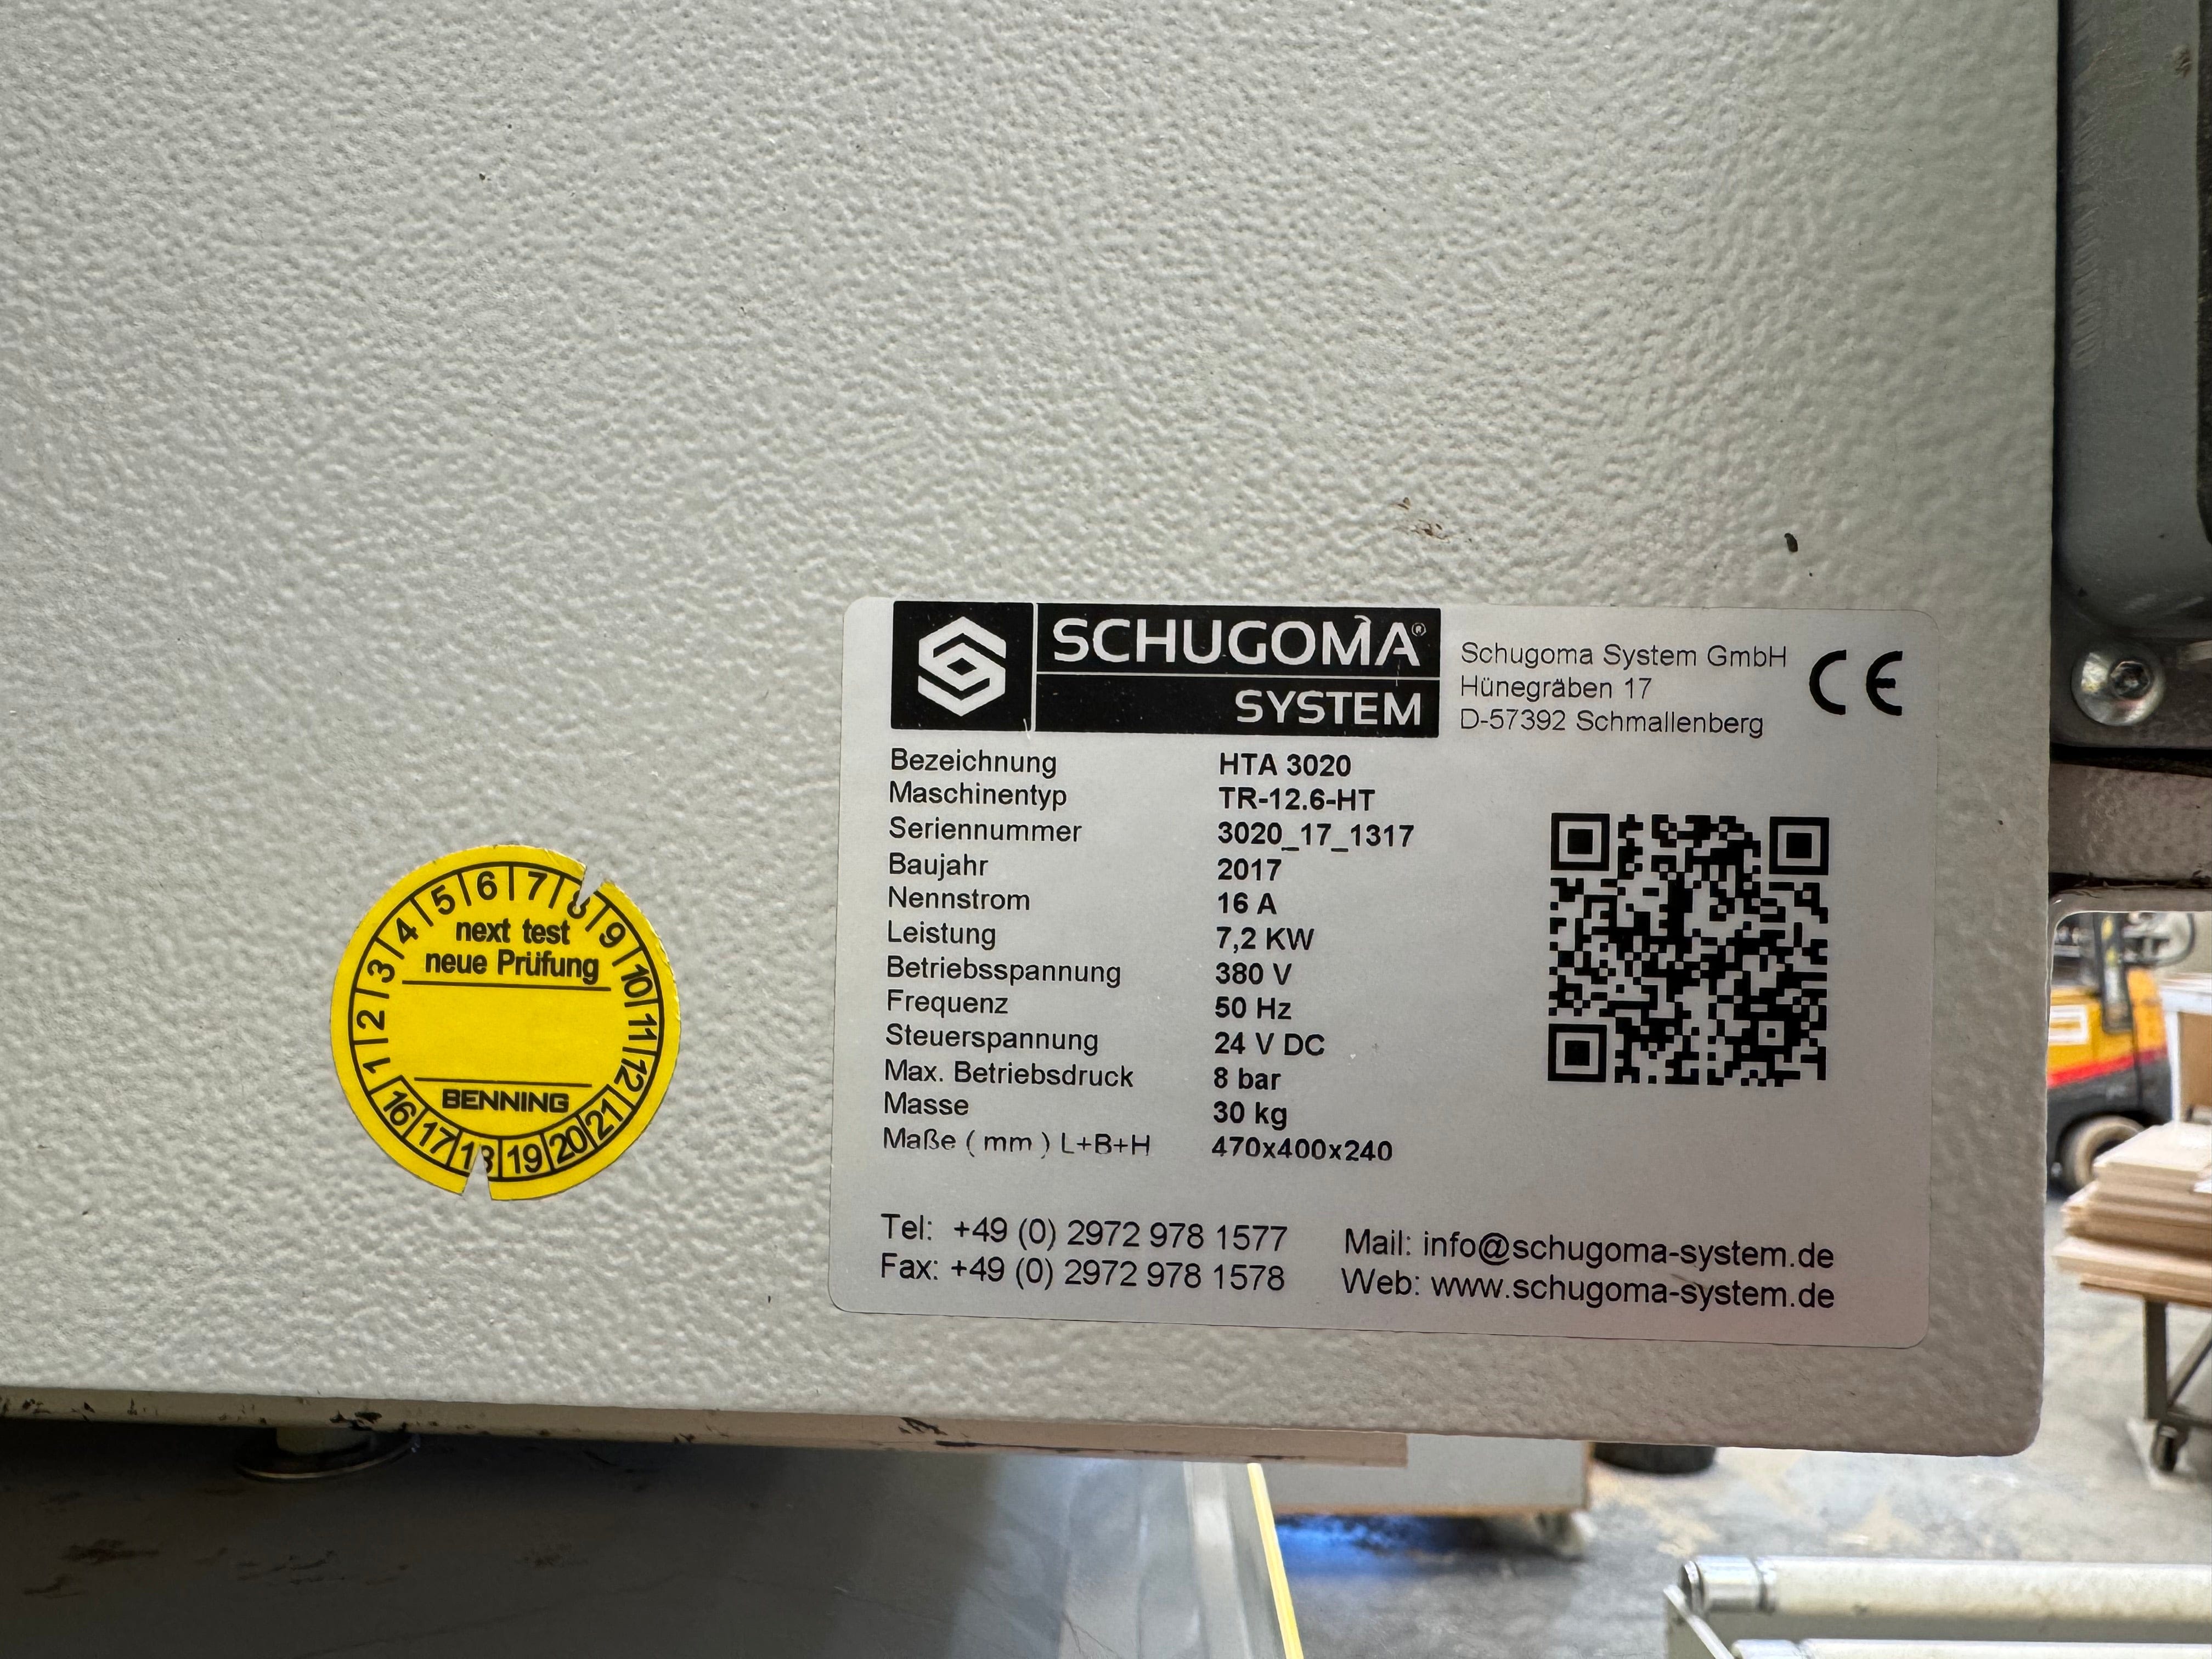 SCHUGOMA®
SYSTEM
Schugoma System GmbH
Hünegräben 17
D-57392 Schmallenberg
CE
Bezeichnung HTA 3020
Maschinentyp TR-12.6-HT
Seriennummer 3020_17_1317
Baujahr 2017
Nennstrom 16 A
Leistung 7,2 KW
Betriebsspannung 380 V
Frequenz 50 Hz
Steuerspannung 24 V DC
Max. Betriebsdruck 8 bar
Masse 30 kg
Maße ( mm ) L+B+H 470x400x240
Tel: +49 (0) 2972 978 1577
Fax: +49 (0) 2972 978 1578
Mail: info@schugoma-system.de
Web: www.schugoma-system.de
1 2 3 4 5 6 7 8 9 10 11 12
next test
neue Prüfung
BENNING
16 17 18 19 20 21